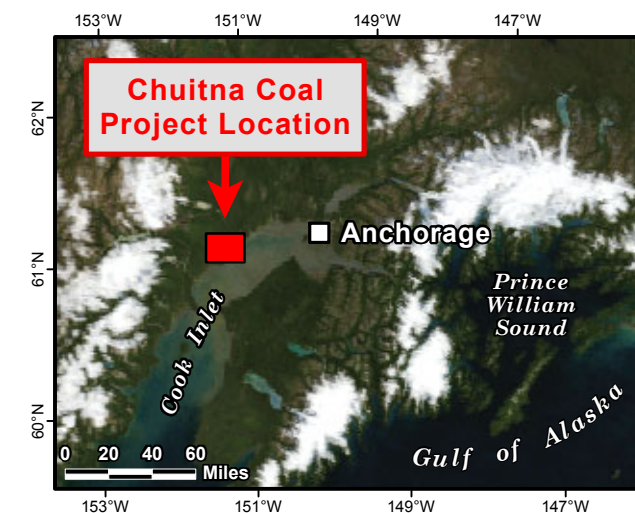 153°W 151°W 149°W 147°W
Chuitna Coal
Project Location
62°N
Anchorage
61°N
Prince
William
Sound
Cook Inlet
60°N
Gulf of Alaska
0 20 40 60
Miles
153°W 151°W 149°W 147°W